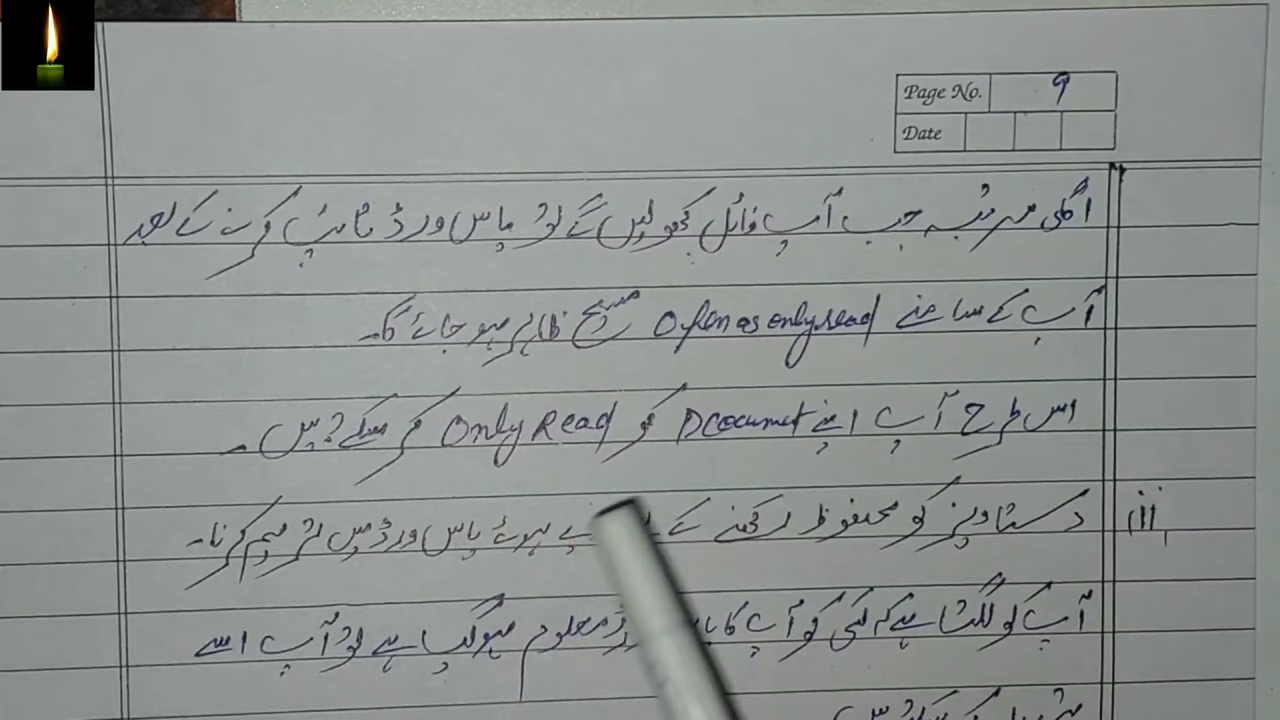 Page No. 9
Date
اگلی مرتبہ جب آپ فائل کھولیں گے تو پاس ورڈ ٹائپ کرنے کے بعد
آپ کے سامنے Open as only read میسج ظاہر ہو جائے گا۔
اس طرح آپ اپنے Dcocumet کو Only Read کر سکتے ہیں۔
iii, دستاویز کو محفوظ رکھنے کے ہوئے پاس ورڈ میں ترمیم کرنا۔
آپ کو لگتا ہے کہ کسی کو آپ کا معلوم ہو گیا ہے تو آپ اسے